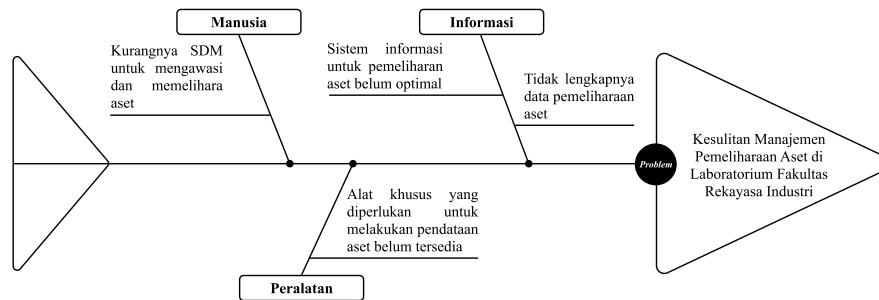 Manusia
Informasi
Kurangnya SDM
untuk mengawasi
dan memelihara
aset
Sistem informasi
untuk pemeliharan
aset belum optimal
Tidak lengkapnya
data pemeliharaan
aset
Problem
Kesulitan Manajemen
Pemeliharaan Aset di
Laboratorium Fakultas
Rekayasa Industri
Alat khusus yang
diperlukan untuk
melakukan pendataan
aset belum tersedia
Peralatan